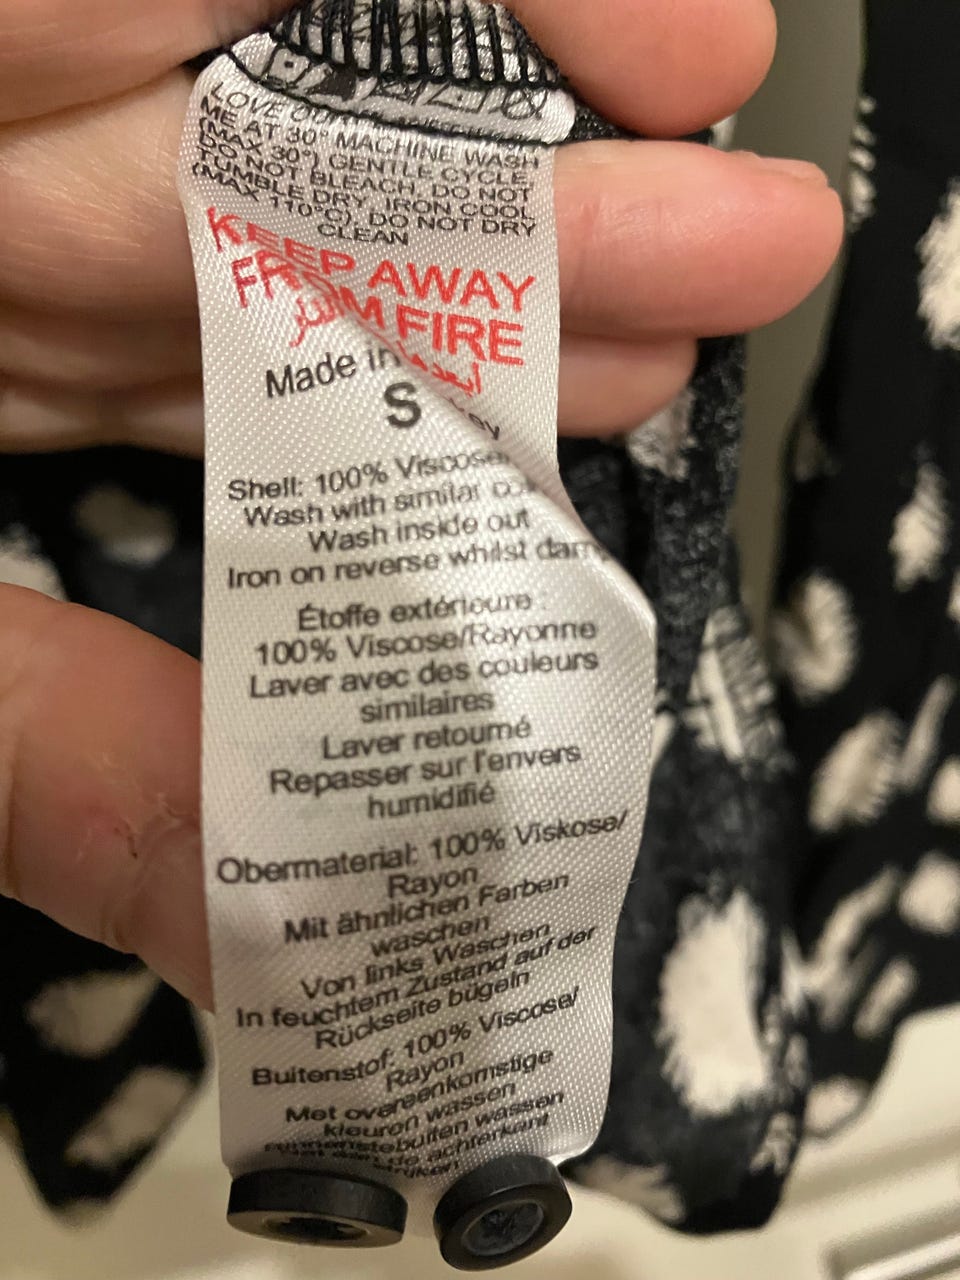 LOVE
ME AT 30° MACHINE WASH
(MAX 30°) GENTLE CYCLE,
DO NOT BLEACH. DO NOT
TUMBLE DRY. IRON COOL
(MAX 110°C). DO NOT DRY
CLEAN
KEEP AWAY
FROM FIRE
Made in
S
Shell: 100% Viscose
Wash with similar
Wash inside out
Iron on reverse whilst
Étoffe extérieure :
100% Viscose/Rayonne
Laver avec des couleurs
similaires
Laver retourné
Repasser sur l'envers
humidifié
Obermaterial: 100% Viskose/
Rayon
Mit ähnlichen Farben
waschen
Von links Waschen
In feuchtem Zustand auf der
Rückseite bügeln
Buitenstof: 100% Viscose/
Rayon
Met overeenkomstige
kleuren wassen
wassen
de achterkant